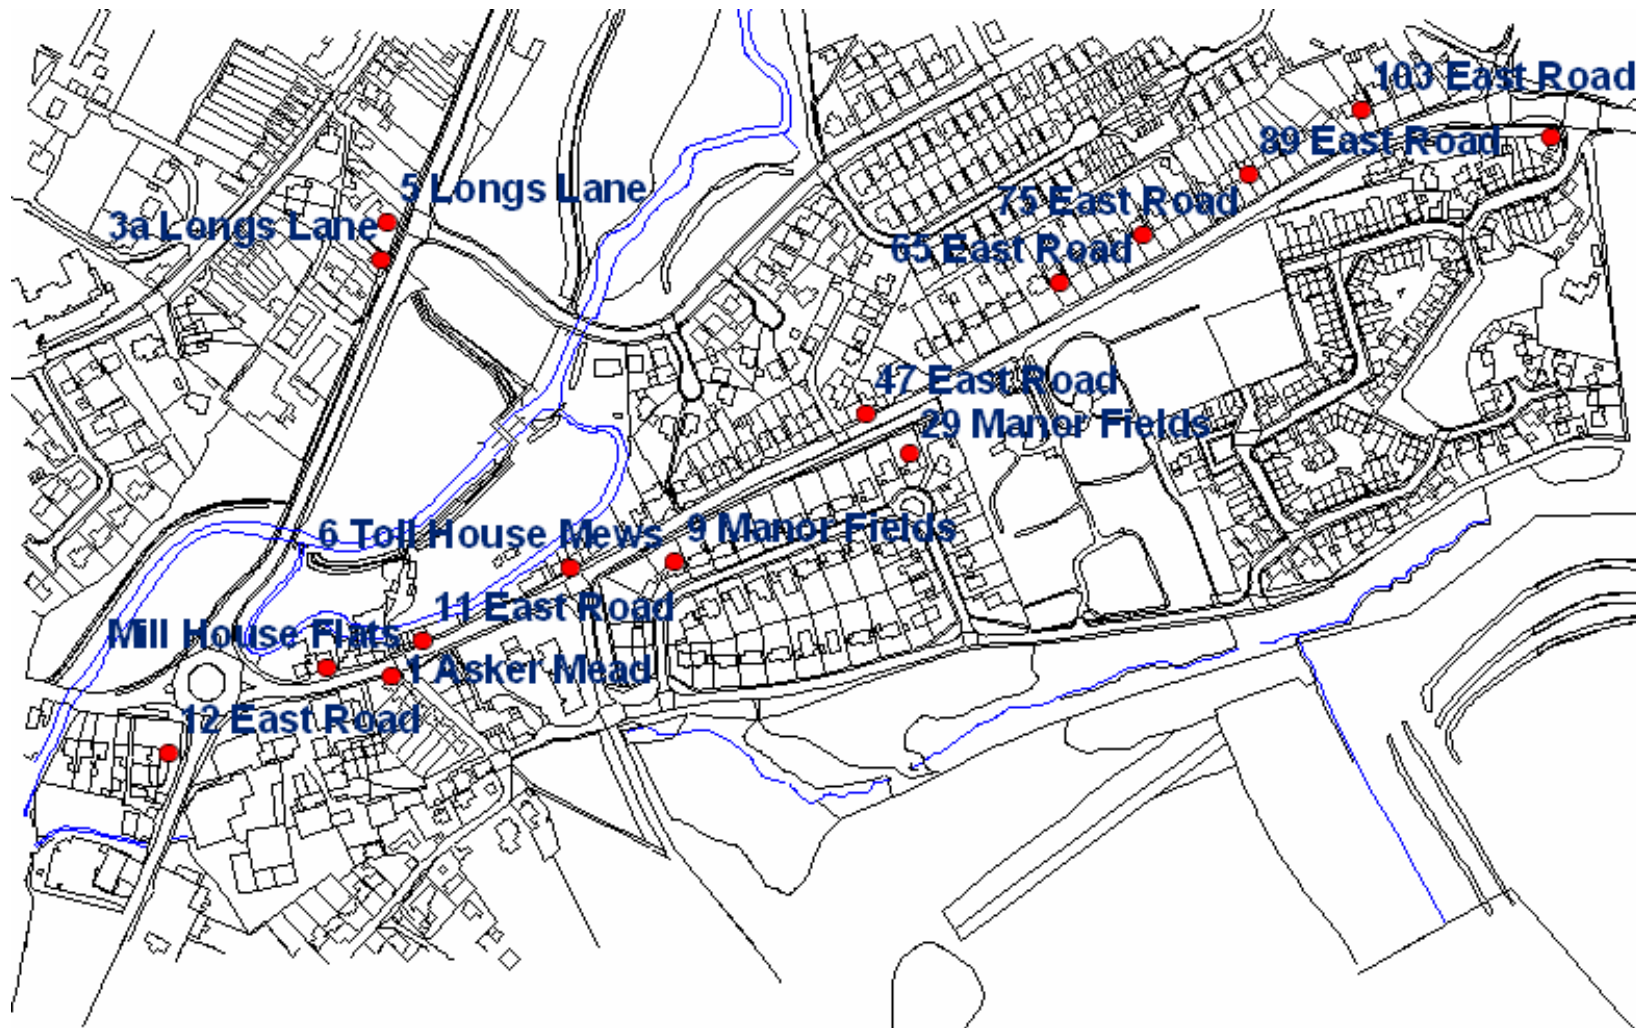 103 East Road
89 East Road
5 Longs Lane
75 East Road
3a Longs Lane
65 East Road
47 East Road
29 Manor Fields
6 Toll House Mews
9 Manor Fields
11 East Road
Mill House Flats
1 Asker Mead
12 East Road